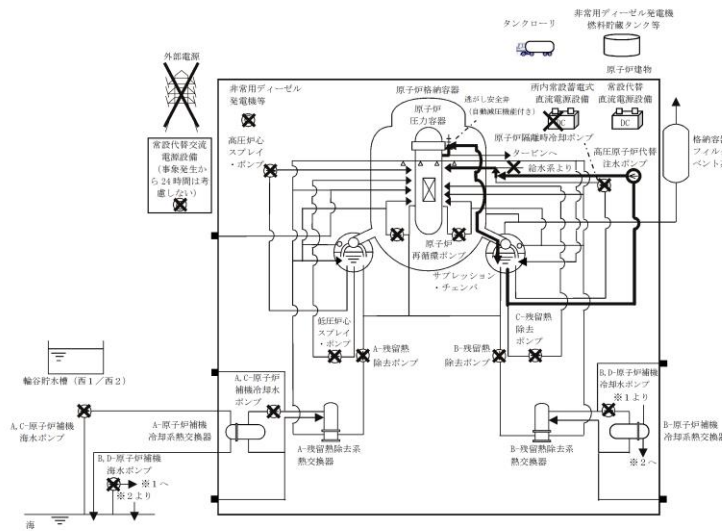 タンクローリ
非常用ディーゼル発電機
燃料貯蔵タンク等
外部電源
常設代替交流
電源設備
(事象発生か
ら24時間は考
慮しない)
非常用ディーゼル
発電機等
高圧炉心
スプレイ・
ポンプ
原子炉格納容器
原子炉
圧力容器
逃がし安全弁
(自動減圧機能付き)
所内常設蓄電式
直流電源設備
常設代替
直流電源設備
原子炉建物
DC
DC
原子炉隔離時冷却ポンプ
タービンへ
給水系より
高圧原子炉代替
注水ポンプ
格納容器
フィル
ベント
原子炉
再循環ポンプ
サプレッション
・チェンバ
低圧炉心
スプレイ・
ポンプ
A-残留熱
除去ポンプ
B-残留熱
除去ポンプ
C-残留熱
除去
ポンプ
輪谷貯水槽(西1/西2)
A,C-原子炉補機
海水ポンプ
A-原子炉補機
冷却系熱交換器
A,C-原子炉
補機冷却水
ポンプ
A-残留熱除去系
熱交換器
B-残留熱除去系
熱交換器
B,D-原子炉補機
冷却水ポンプ
※1より
B-原子炉補機
冷却系熱交換器
※2へ
B,D-原子炉補機
海水ポンプ
※1へ
※2より
海